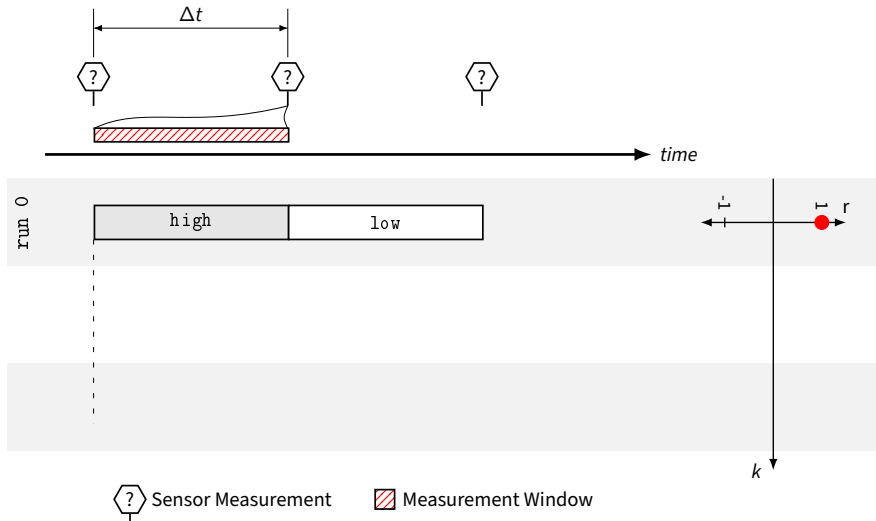 Δt
? ? ?
time
run 0
high low
-1 1 r
k
? Sensor Measurement Measurement Window